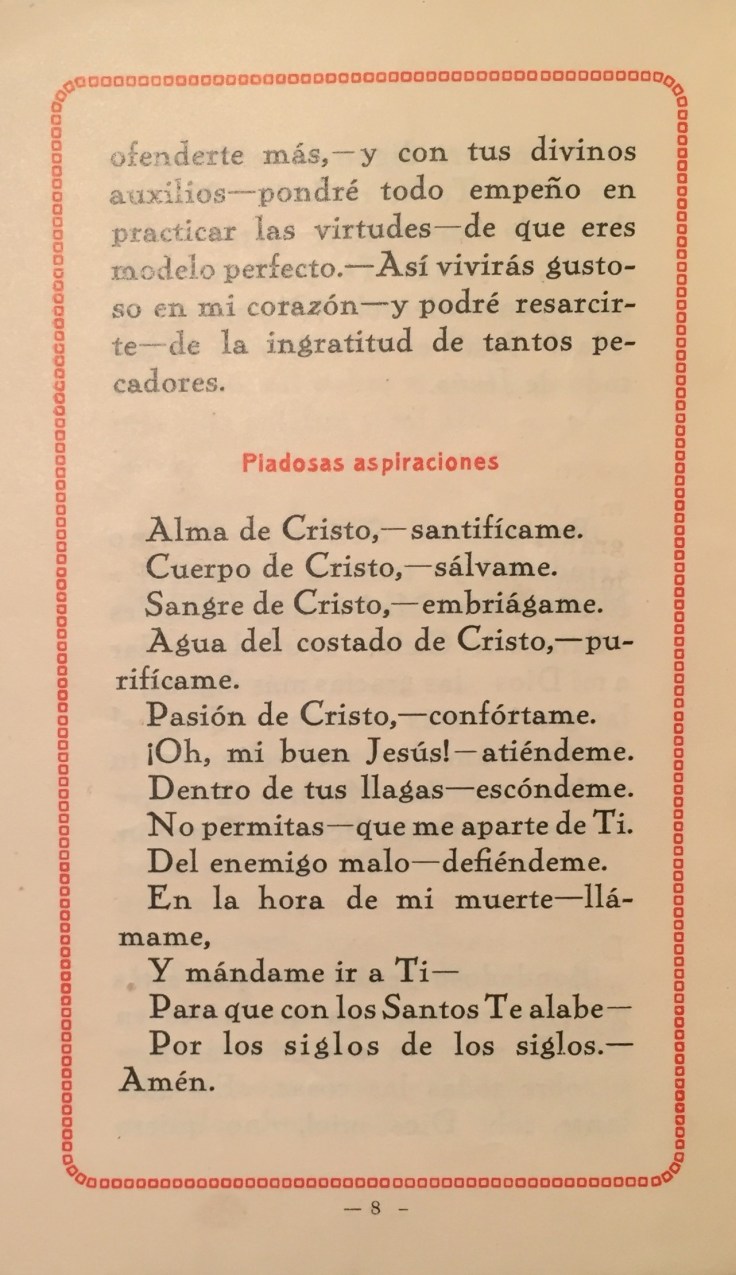 ofenderte más,—y con tus divinos
auxilios—pondré todo empeño en
practicar las virtudes—de que eres
modelo perfecto.—Así vivirás gusto-
so en mi corazón—y podré resarcir-
te—de la ingratitud de tantos pe-
cadores.
Piadosas aspiraciones
Alma de Cristo,—santifícame.
Cuerpo de Cristo,—sálvame.
Sangre de Cristo,—embriágame.
Agua del costado de Cristo,—pu-
rifícame.
Pasión de Cristo,—confórtame.
¡Oh, mi buen Jesús!—atiéndeme.
Dentro de tus llagas—escóndeme.
No permitas—que me aparte de Ti.
Del enemigo malo—defiéndeme.
En la hora de mi muerte—llá-
mame,
Y mándame ir a Ti—
Para que con los Santos Te alabe—
Por los siglos de los siglos.—
Amén.
— 8 -